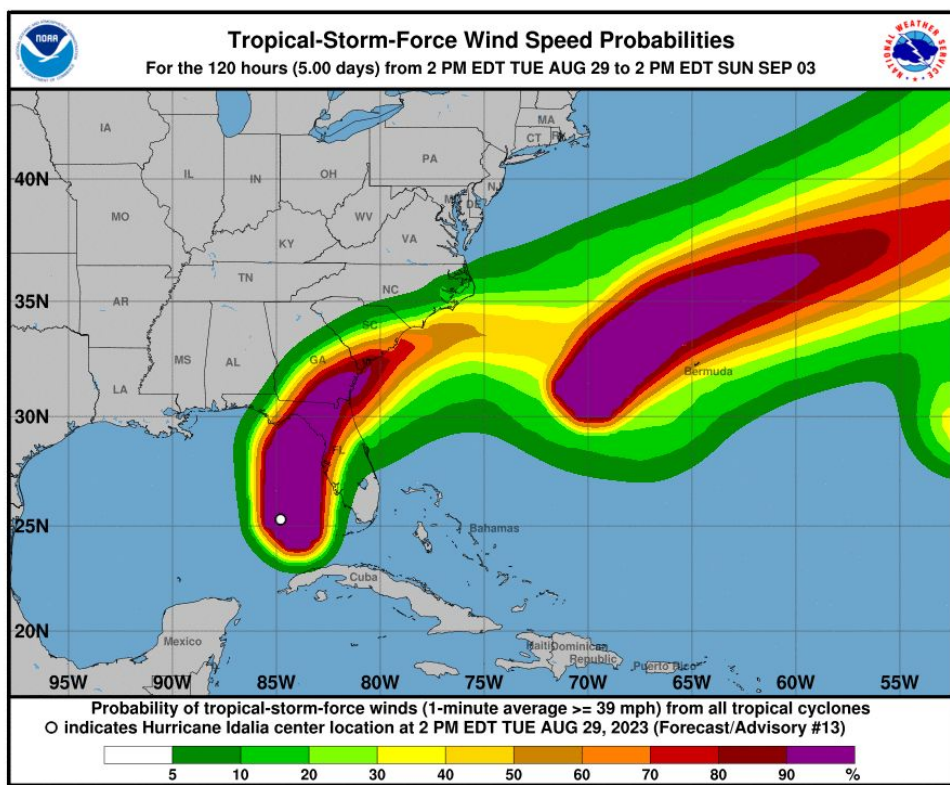 NOAA
NATIONAL WEATHER SERVICE
Tropical-Storm-Force Wind Speed Probabilities
For the 120 hours (5.00 days) from 2 PM EDT TUE AUG 29 to 2 PM EDT SUN SEP 03
MA
IA
CT
PA
40N
IL
IN
OH
NJ
DE
MO
WV
VA
KY
TN
NC
35N
AR
SC
MS
AL
GA
Bermuda
LA
30N
FL
25N
Bahamas
Cuba
20N
Mexico
Haiti
Dominican
Republic
Puerto Rico
95W 90W 85W 80W 75W 70W 65W 60W 55W
Probability of tropical-storm-force winds (1-minute average >= 39 mph) from all tropical cyclones
indicates Hurricane Idalia center location at 2 PM EDT TUE AUG 29, 2023 (Forecast/Advisory #13)
5 10 20 30 40 50 60 70 80 90 %